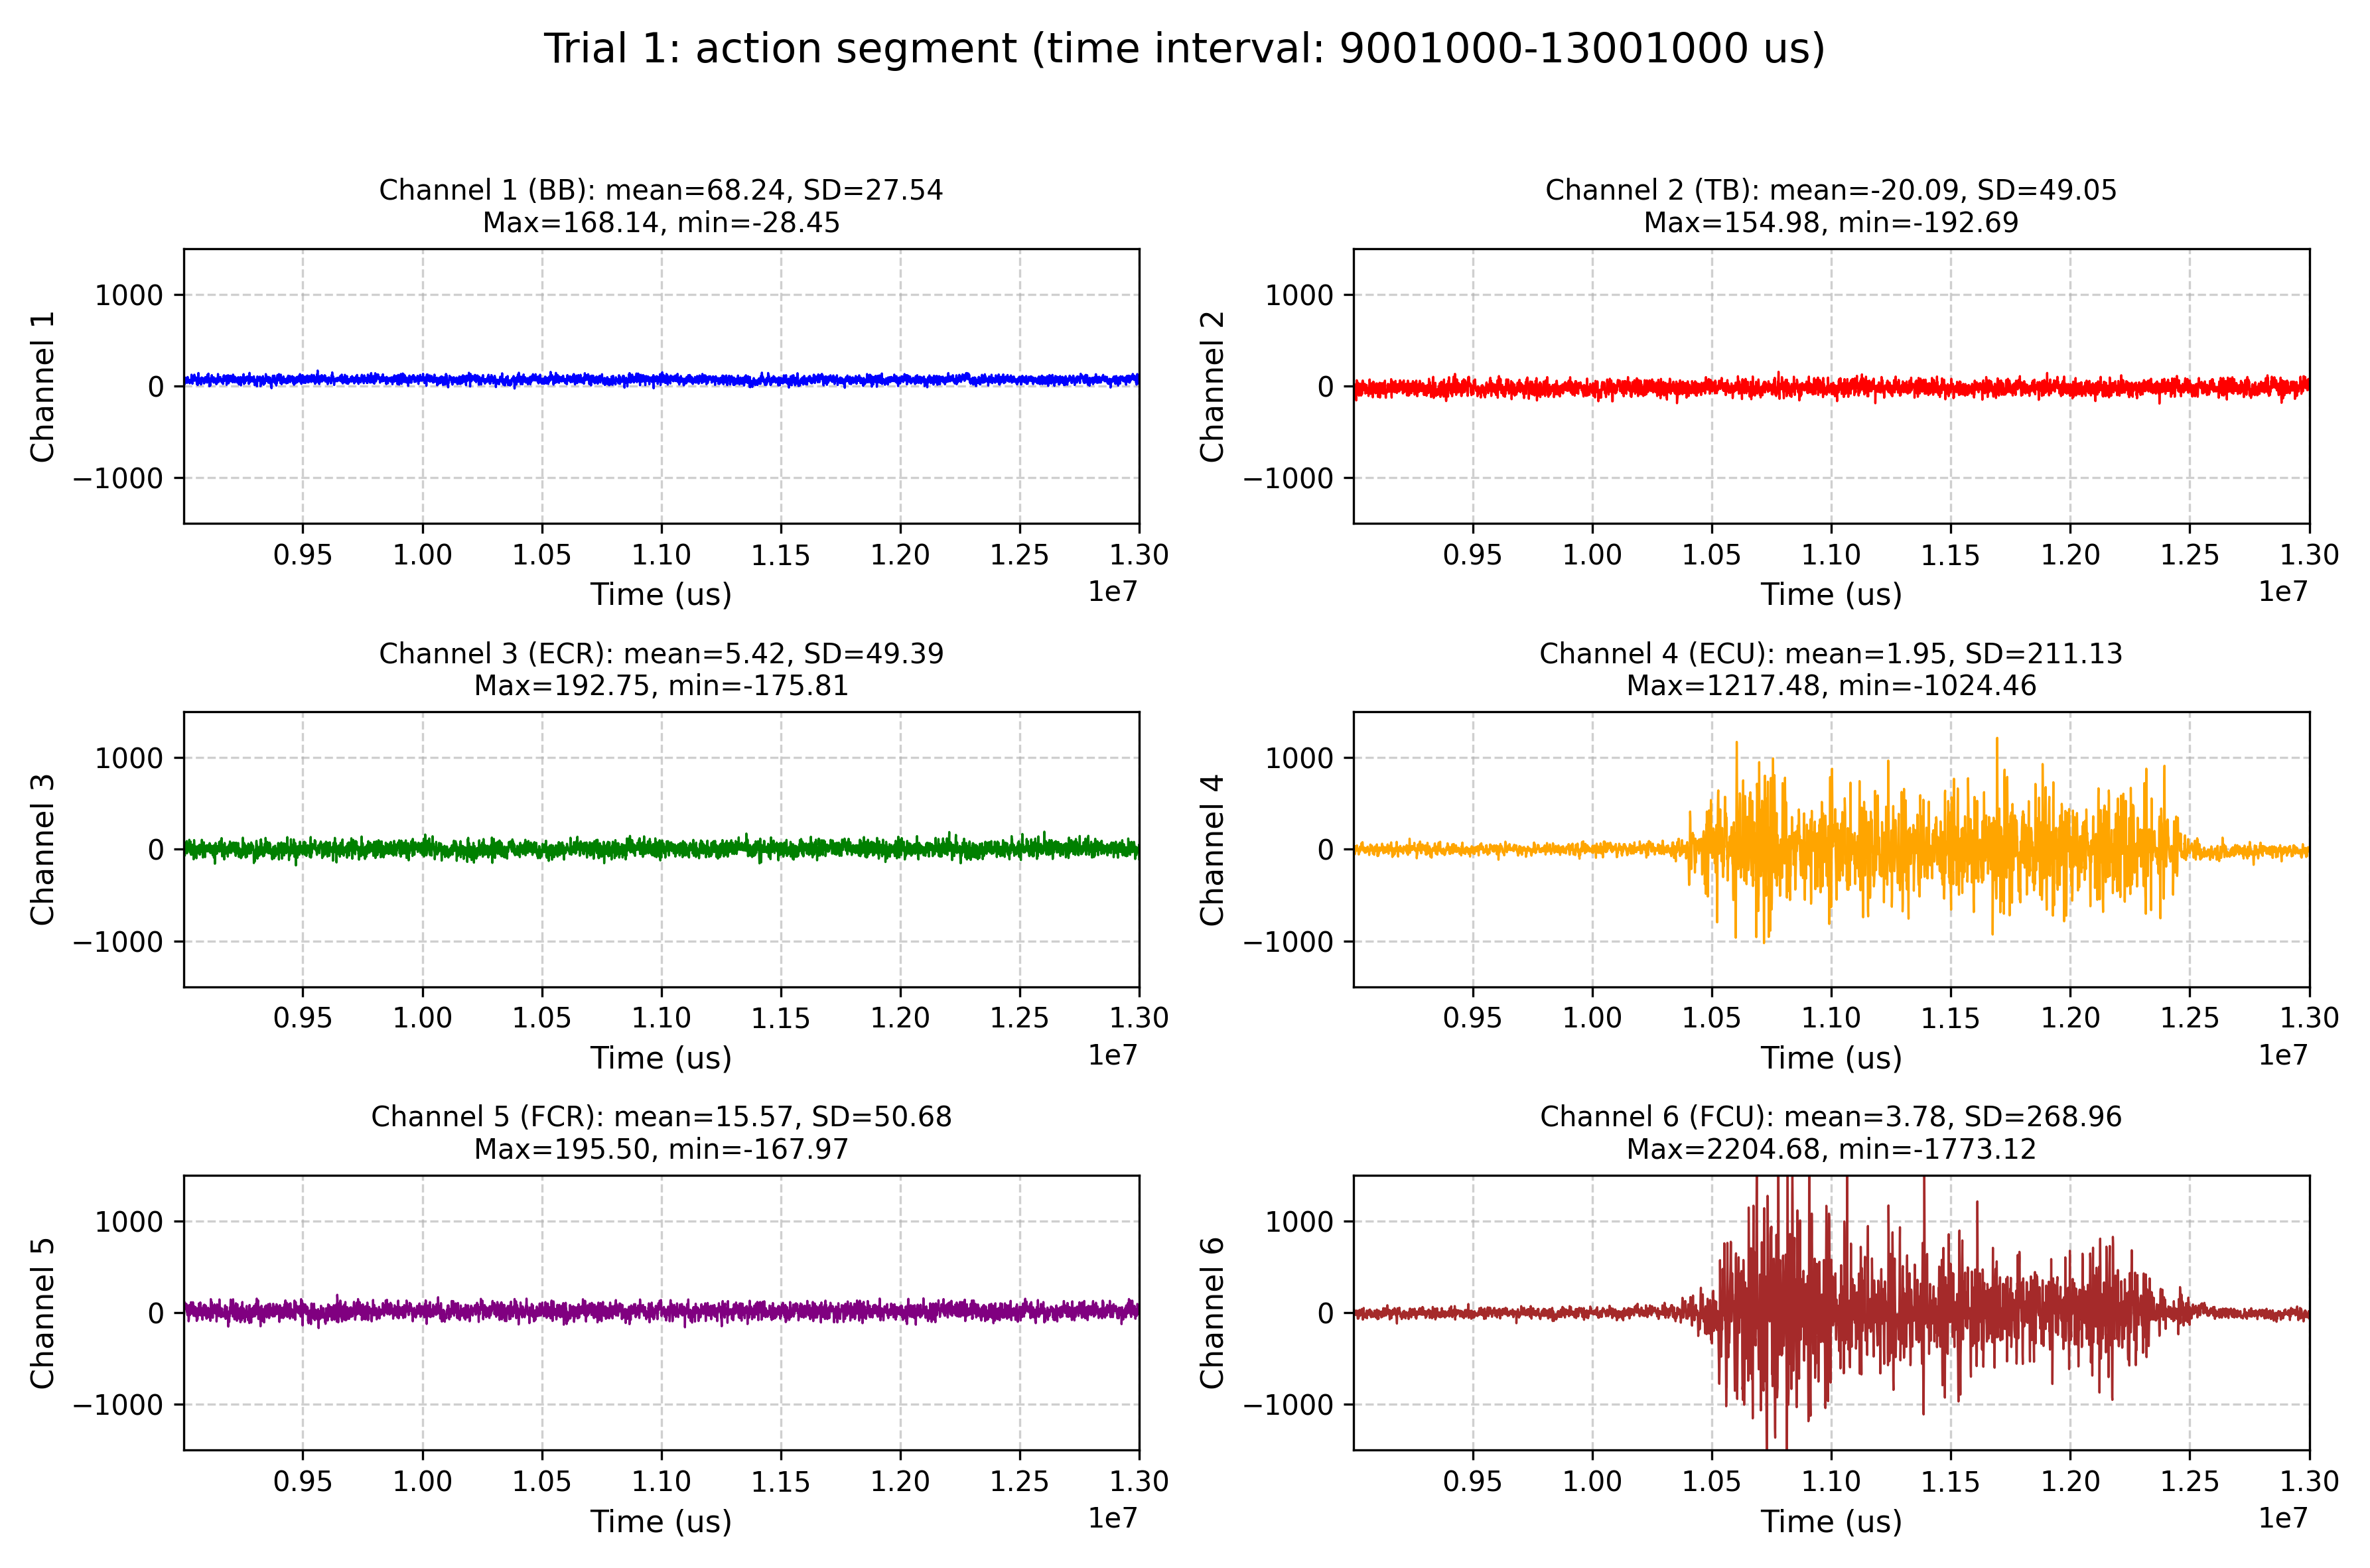 Trial 1: action segment (time interval: 9001000-13001000 us)
Channel 1 (BB): mean=68.24, SD=27.54
Max=168.14, min=-28.45
Channel 1
1000
0
−1000
0.95 1.00 1.05 1.10 1.15 1.20 1.25 1.30
Time (us)
1e7
Channel 2 (TB): mean=-20.09, SD=49.05
Max=154.98, min=-192.69
Channel 2
1000
0
−1000
0.95 1.00 1.05 1.10 1.15 1.20 1.25 1.30
Time (us)
1e7
Channel 3 (ECR): mean=5.42, SD=49.39
Max=192.75, min=-175.81
Channel 3
1000
0
−1000
0.95 1.00 1.05 1.10 1.15 1.20 1.25 1.30
Time (us)
1e7
Channel 4 (ECU): mean=1.95, SD=211.13
Max=1217.48, min=-1024.46
Channel 4
1000
0
−1000
0.95 1.00 1.05 1.10 1.15 1.20 1.25 1.30
Time (us)
1e7
Channel 5 (FCR): mean=15.57, SD=50.68
Max=195.50, min=-167.97
Channel 5
1000
0
−1000
0.95 1.00 1.05 1.10 1.15 1.20 1.25 1.30
Time (us)
1e7
Channel 6 (FCU): mean=3.78, SD=268.96
Max=2204.68, min=-1773.12
Channel 6
1000
0
−1000
0.95 1.00 1.05 1.10 1.15 1.20 1.25 1.30
Time (us)
1e7